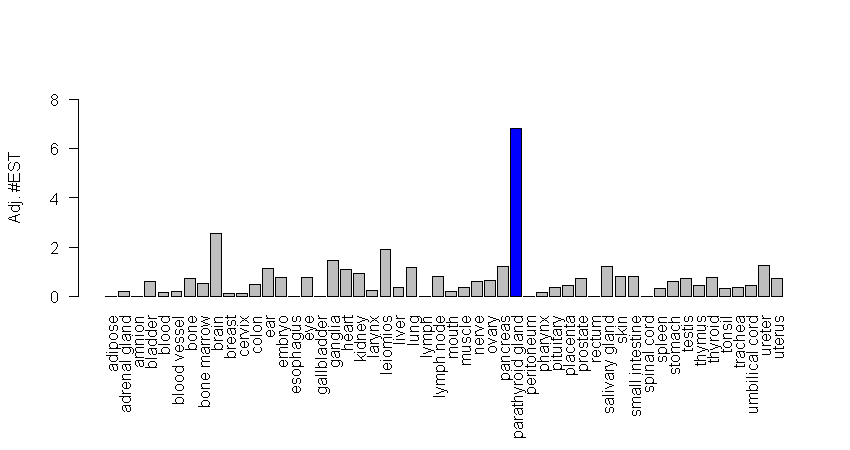 Adj. #EST
8
6
4
2
0
adipose
adrenal gland
amnion
bladder
blood
blood vessel
bone
bone marrow
brain
breast
cervix
colon
ear
embryo
esophagus
eye
gallbladder
ganglia
heart
kidney
larynx
leiomios
liver
lung
lymph
lymph node
mouth
muscle
nerve
ovary
pancreas
parathyroid gland
peritoneum
pharynx
pituitary
placenta
prostate
rectum
salivary gland
skin
small intestine
spinal cord
spleen
stomach
testis
thymus
thyroid
tonsil
trachea
umbilical cord
ureter
uterus